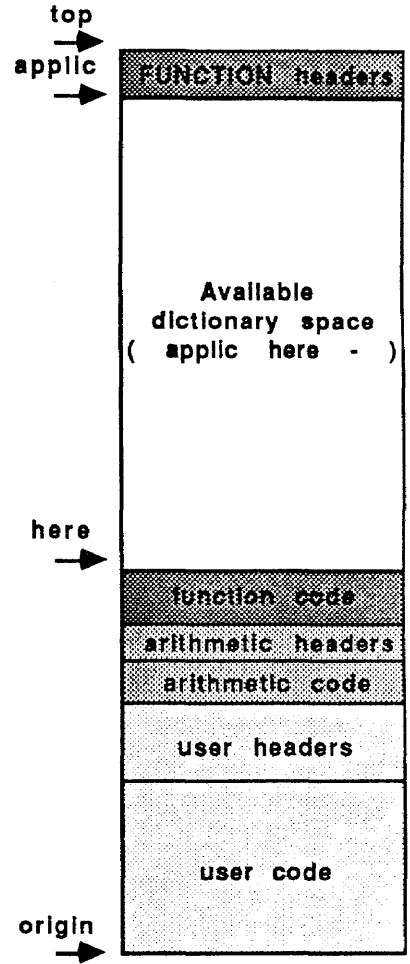 top
applic
FUNCTION headers
Available
dictionary space
( applic here - )
here
function code
arithmetic headers
arithmetic code
user headers
user code
origin